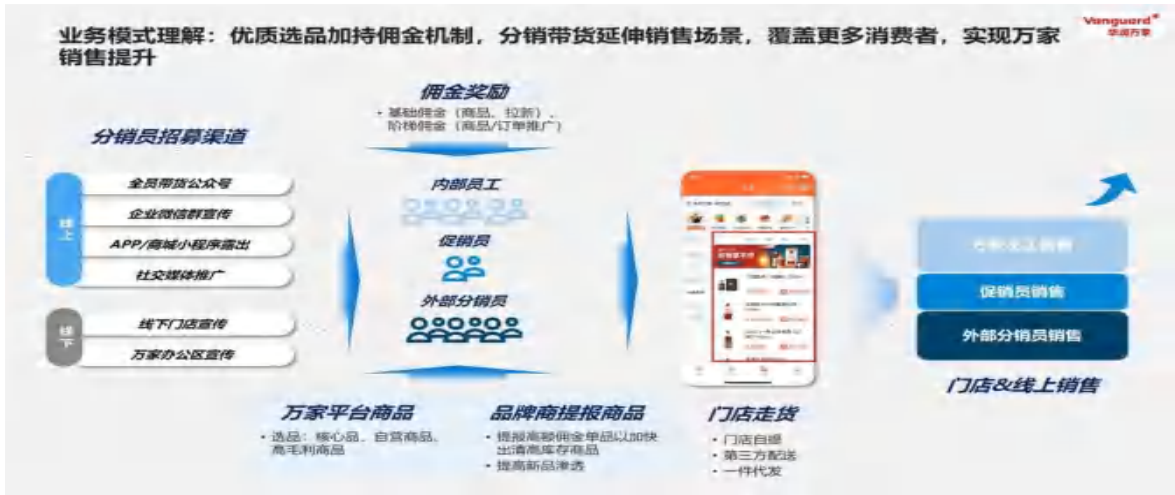 业务模式理解：优质选品加持佣金机制，分销带货延伸销售场景，覆盖更多消费者，实现万家
销售提升
Vanguard
华润万家
佣金奖励
• 基础佣金（商品、拉新）、
阶梯佣金（商品/订单推广）
分销员招募渠道
线上
全员带货公众号
企业微信群宣传
APP/商城小程序露出
社交媒体推广
线下
线下门店宣传
万家办公区宣传
内部员工
促销员
外部分销员
万家平台商品
• 选品：核心品、自营商品、
高毛利商品
品牌商提报商品
• 提报高额佣金单品以加快
出清高库存商品
• 提高新品渗透
门店走货
• 门店自提
• 第三方配送
• 一件代发
促销员销售
外部分销员销售
门店&线上销售